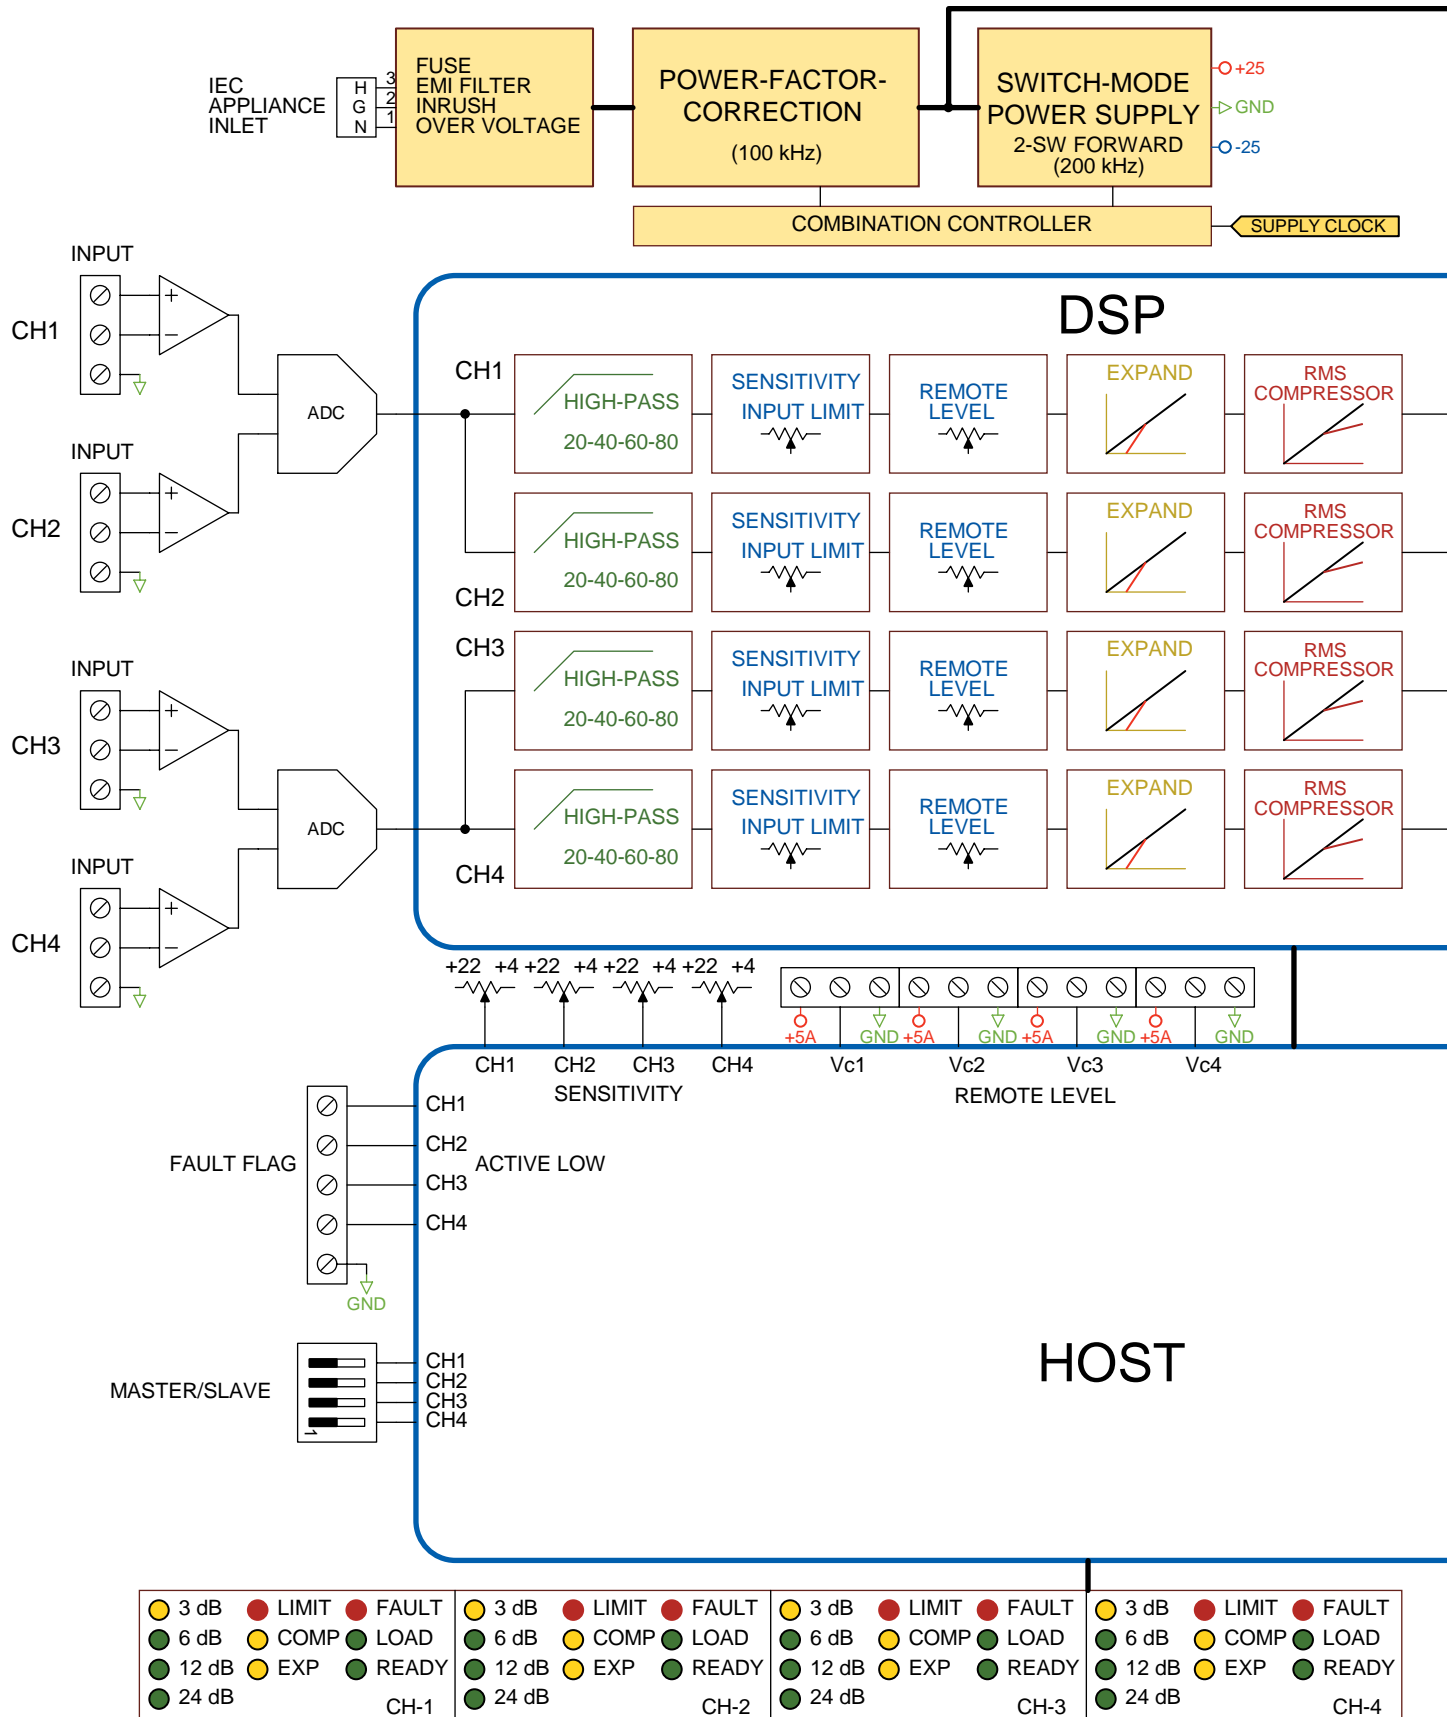 IEC
APPLIANCE
INLET
H 3
G 2
N 1
FUSE
EMI FILTER
INRUSH
OVER VOLTAGE
POWER-FACTOR-
CORRECTION
(100 kHz)
SWITCH-MODE
POWER SUPPLY
2-SW FORWARD
(200 kHz)
+25
GND
-25
COMBINATION CONTROLLER
SUPPLY CLOCK
INPUT
CH1
+
−
INPUT
CH2
+
−
ADC
INPUT
CH3
+
−
INPUT
CH4
+
−
ADC
DSP
CH1
HIGH-PASS
20-40-60-80
SENSITIVITY
INPUT LIMIT
REMOTE
LEVEL
EXPAND
RMS
COMPRESSOR
CH2
HIGH-PASS
20-40-60-80
SENSITIVITY
INPUT LIMIT
REMOTE
LEVEL
EXPAND
RMS
COMPRESSOR
CH3
HIGH-PASS
20-40-60-80
SENSITIVITY
INPUT LIMIT
REMOTE
LEVEL
EXPAND
RMS
COMPRESSOR
CH4
HIGH-PASS
20-40-60-80
SENSITIVITY
INPUT LIMIT
REMOTE
LEVEL
EXPAND
RMS
COMPRESSOR
+22 +4 +22 +4 +22 +4 +22 +4
+5A GND +5A GND +5A GND +5A GND
CH1 CH2 CH3 CH4
SENSITIVITY
Vc1 Vc2 Vc3 Vc4
REMOTE LEVEL
FAULT FLAG
CH1
CH2
ACTIVE LOW
CH3
CH4
GND
MASTER/SLAVE
1
CH1
CH2
CH3
CH4
HOST
3 dB LIMIT FAULT
6 dB COMP LOAD
12 dB EXP READY
24 dB
CH-1
3 dB LIMIT FAULT
6 dB COMP LOAD
12 dB EXP READY
24 dB
CH-2
3 dB LIMIT FAULT
6 dB COMP LOAD
12 dB EXP READY
24 dB
CH-3
3 dB LIMIT FAULT
6 dB COMP LOAD
12 dB EXP READY
24 dB
CH-4